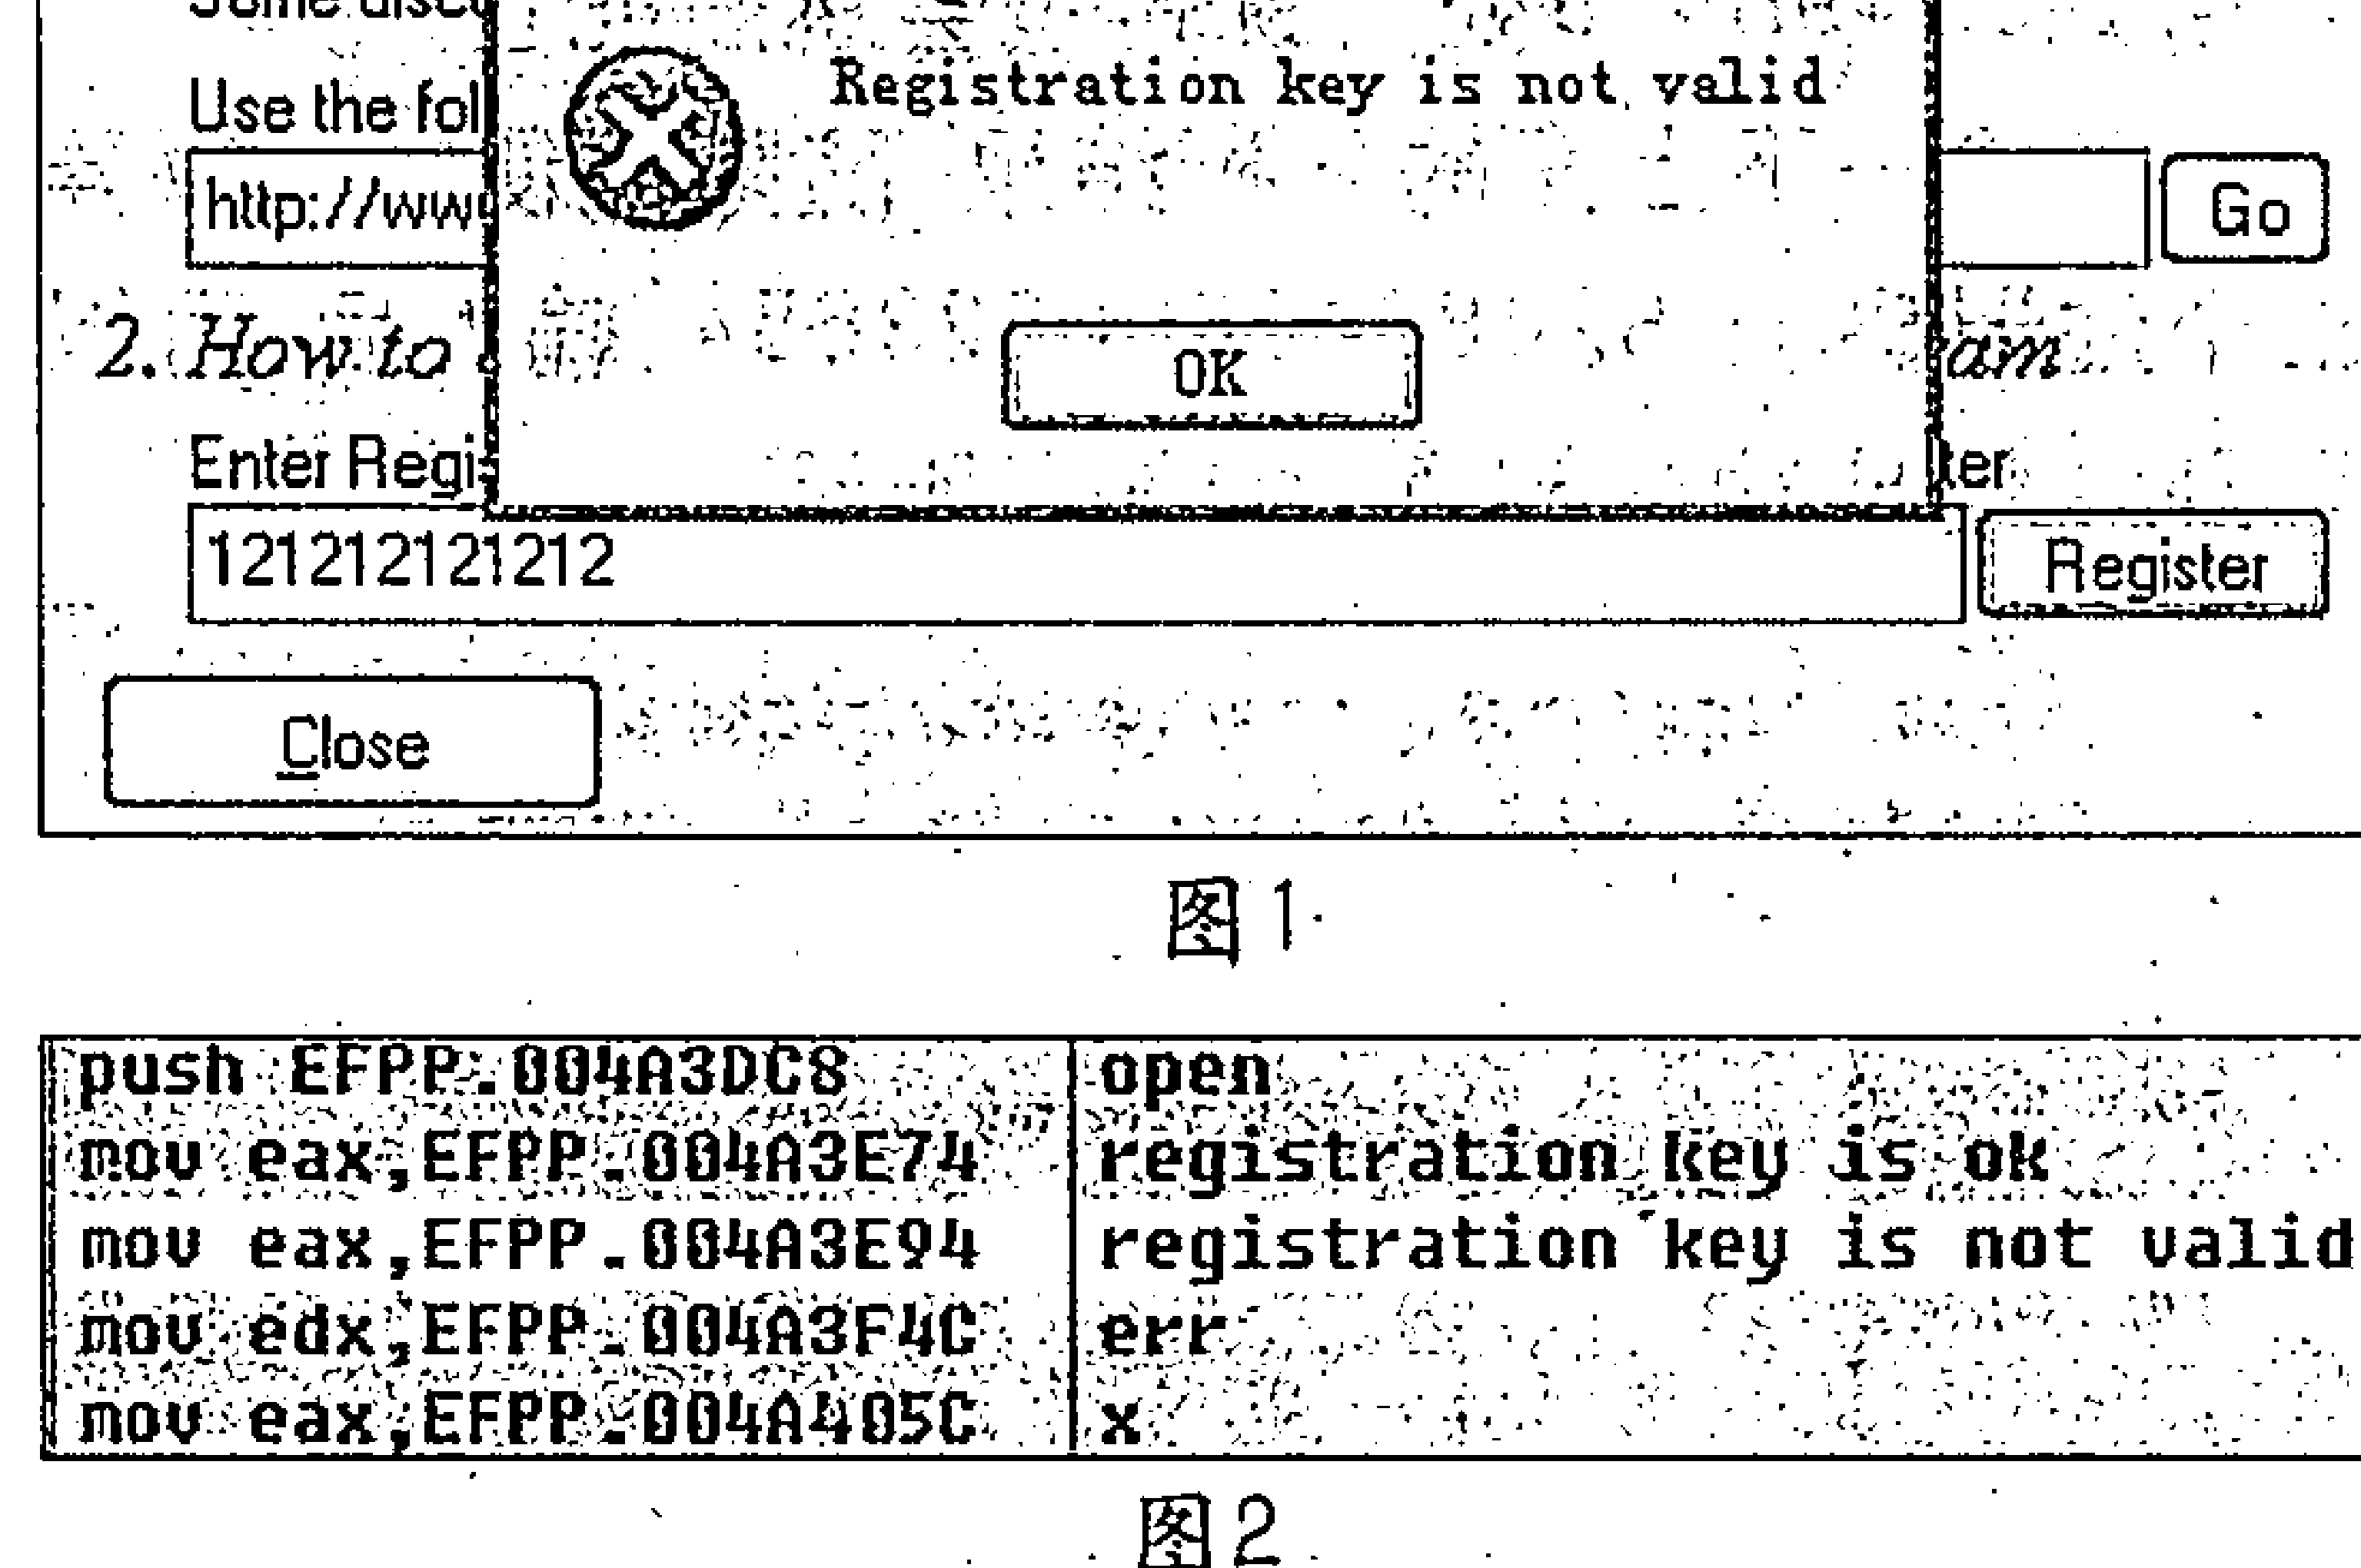 Some
Registration key is not valid
Use the fol
http://ww
Go
2. How to
am
OK
Enter Regi
ter
121212121212
Register
Close
图1
push EFPP.004A3DC8 open
mov eax,EFPP.004A3E74 registration key is ok
mov eax,EFPP.004A3E94 registration key is not valid
mov edx,EFPP.004A3F4C err
mov eax,EFPP.004A405C x
图2